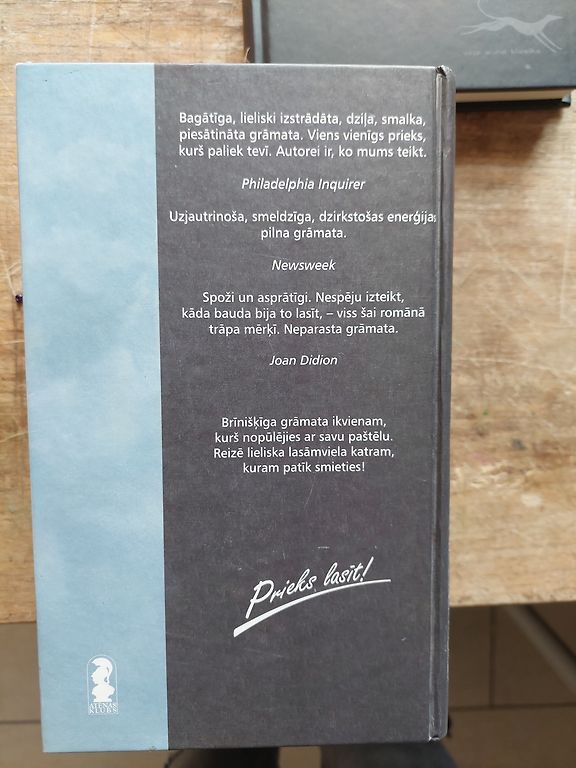 visp jaunā klasika
Bagātīga, lieliski izstrādāta, dziļa, smalka,
piesātināta grāmata. Viens vienīgs prieks,
kurš paliek tevī. Autorei ir, ko mums teikt.
Philadelphia Inquirer
Uzjautrinoša, smeldzīga, dzirkstošas enerģijas
pilna grāmata.
Newsweek
Spoži un asprātīgi. Nespēju izteikt,
kāda bauda bija to lasīt, – viss šai romānā
trāpa mērķī. Neparasta grāmata.
Joan Didion
Brīnišķīga grāmata ikvienam,
kurš nopūlējies ar savu paštēlu.
Reizē lieliska lasāmviela katram,
kuram patīk smieties!
Prieks lasīt!
ATĒNAS
KLUBS